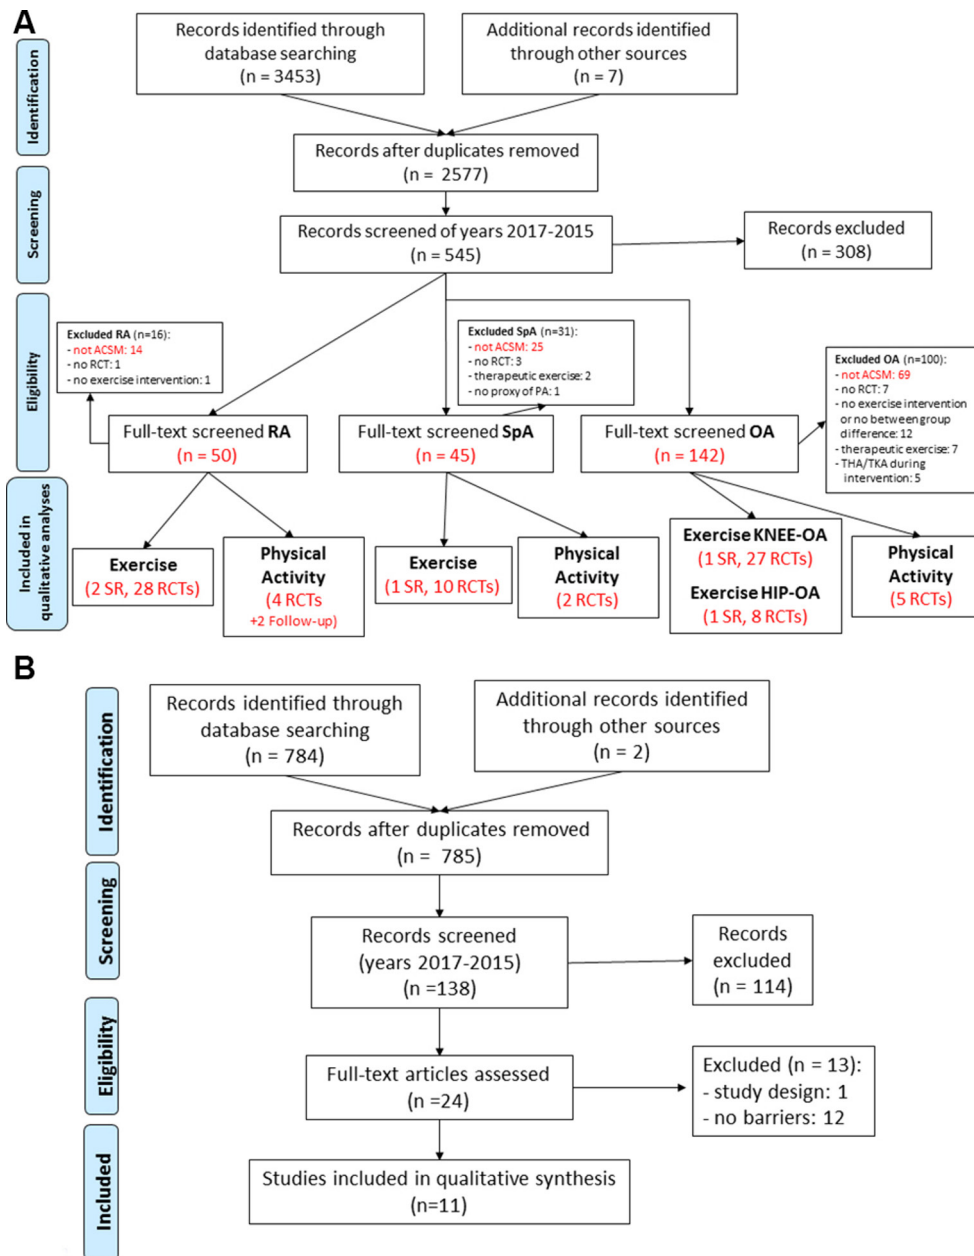 A
Identification
Records identified through
database searching
(n = 3453)
Additional records identified
through other sources
(n = 7)
Records after duplicates removed
(n = 2577)
Screening
Records screened of years 2017-2015
(n = 545)
Records excluded
(n = 308)
Eligibility
Excluded RA (n=16):
- not ACSM: 14
- no RCT: 1
- no exercise intervention: 1
Excluded SpA (n=31):
- not ACSM: 25
- no RCT: 3
- therapeutic exercise: 2
- no proxy of PA: 1
Excluded OA (n=100):
- not ACSM: 69
- no RCT: 7
- no exercise intervention
or no between group
difference: 12
- therapeutic exercise: 7
- THA/TKA during
intervention: 5
Full-text screened RA
(n = 50)
Full-text screened SpA
(n = 45)
Full-text screened OA
(n = 142)
Included in
qualitative analyses
Exercise
(2 SR, 28 RCTs)
Physical
Activity
(4 RCTs
+2 Follow-up)
Exercise
(1 SR, 10 RCTs)
Physical
Activity
(2 RCTs)
Exercise KNEE-OA
(1 SR, 27 RCTs)
Exercise HIP-OA
(1 SR, 8 RCTs)
Physical
Activity
(5 RCTs)
B
Identification
Records identified through
database searching
(n = 784)
Additional records identified
through other sources
(n = 2)
Records after duplicates removed
(n = 785)
Screening
Records screened
(years 2017-2015)
(n =138)
Records
excluded
(n = 114)
Eligibility
Full-text articles assessed
(n =24)
Excluded (n = 13):
- study design: 1
- no barriers: 12
Included
Studies included in qualitative synthesis
(n=11)